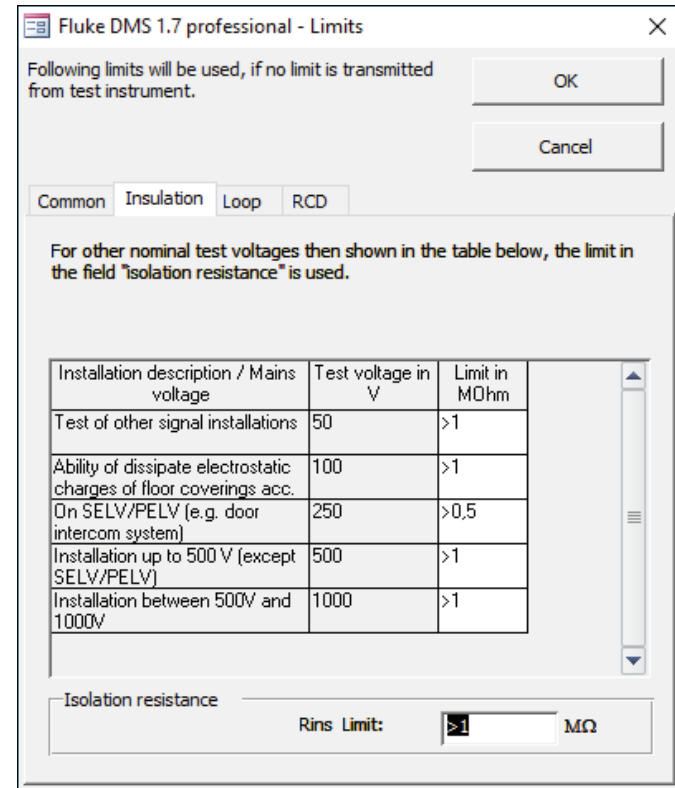 Fluke DMS 1.7 professional - Limits
Following limits will be used, if no limit is transmitted
from test instrument.
OK
Cancel
Common Insulation Loop RCD
For other nominal test voltages then shown in the table below, the limit in
the field "isolation resistance" is used.
Installation description / Mains
voltage
Test voltage in
V
Limit in
MOhm
Test of other signal installations 50 >1
Ability of dissipate electrostatic
charges of floor coverings acc.
100 >1
On SELV/PELV (e.g. door
intercom system)
250 >0,5
Installation up to 500 V (except
SELV/PELV)
500 >1
Installation between 500V and
1000V
1000 >1
Isolation resistance
Rins Limit: >1 MΩ